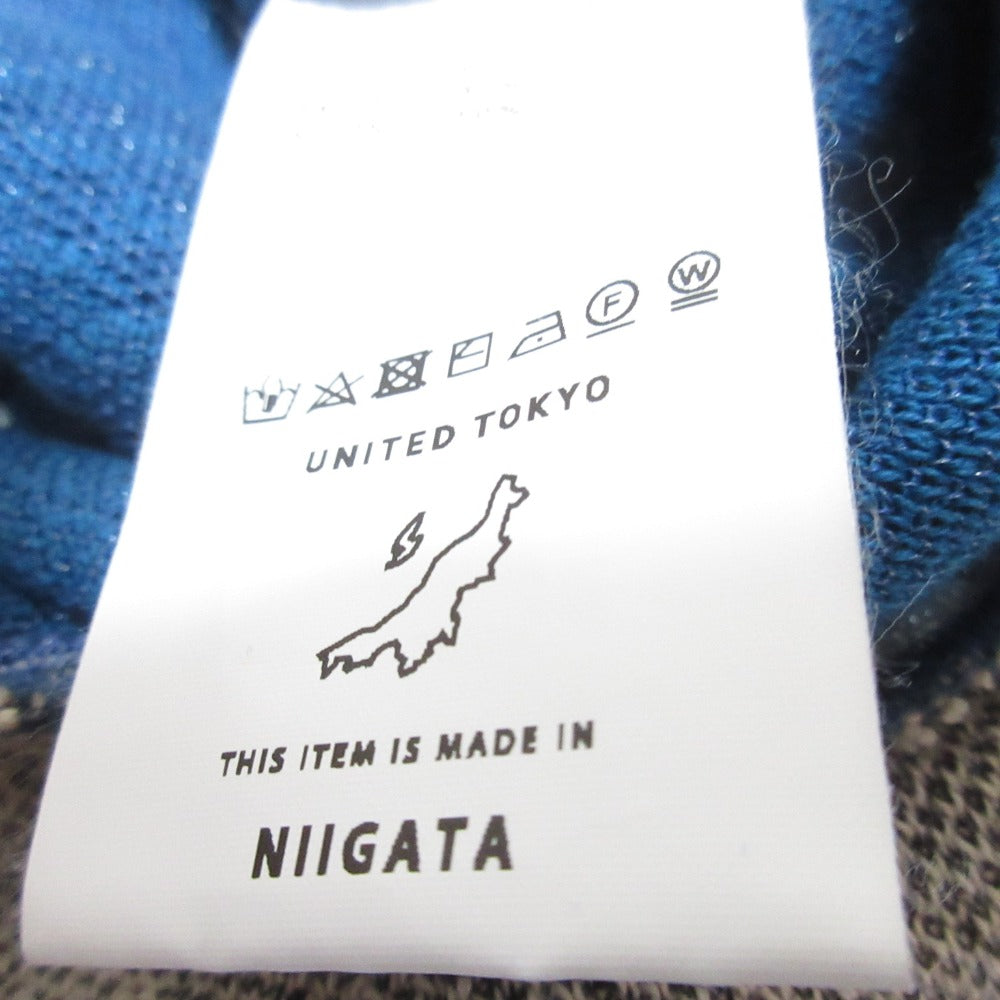 F W
UNITED TOKYO
THIS ITEM IS MADE IN
NIIGATA